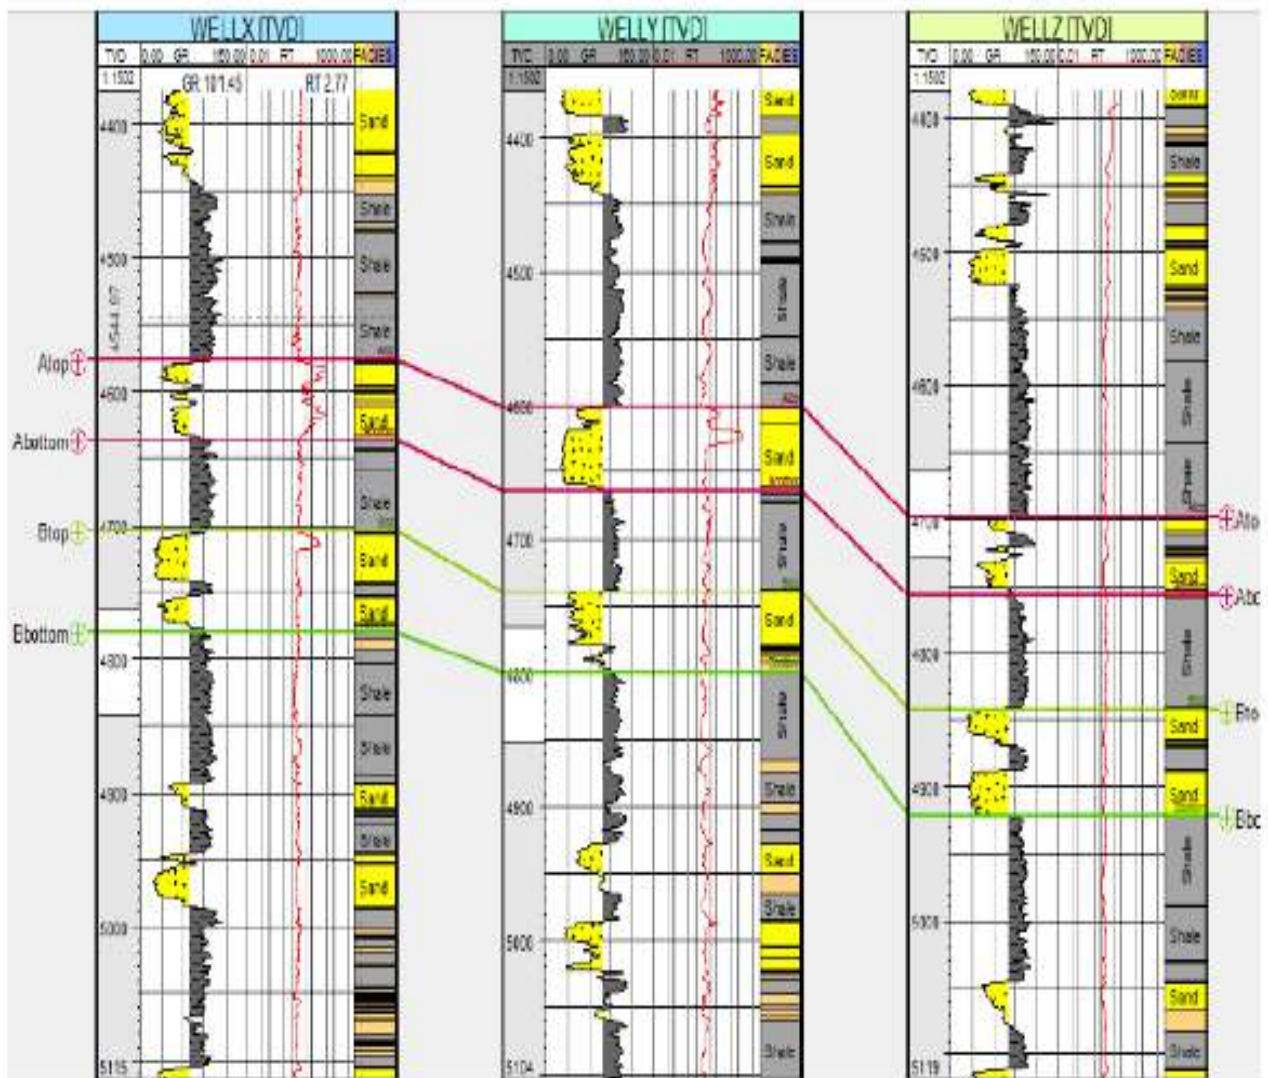 WELLX [TVD]
WELLY [TVD]
WELLZ [TVD]
TVD 0.00 GR 150.00 0.01 RT 1000.00 FACIES
TVD 0.00 GR 150.00 0.01 RT 1000.00 FACIES
TVD 0.00 GR 150.00 0.01 RT 1000.00 FACIES
1:1502
GR 101.45
RT 2.77
1:1502
1:1502
4400
4500
4544.07
4600
4700
4800
4900
5000
5115
Sand
Shale
Shale
Shale
Sand
Shale
Sand
Sand
Shale
Shale
Sand
Shale
Sand
4400
4500
4600
4700
4800
4900
5000
5104
Sand
Sand
Shale
Shale
Shale
Sand
Shale
Sand
Shale
Shale
Sand
Shale
Shale
4400
4500
4600
4700
4800
4900
5000
5119
Sand
Shale
Sand
Shale
Shale
Shale
Sand
Shale
Sand
Sand
Shale
Shale
Sand
Shale
Atop
Abottom
Btop
Bbottom
Ato
Abo
Bto
Bbo